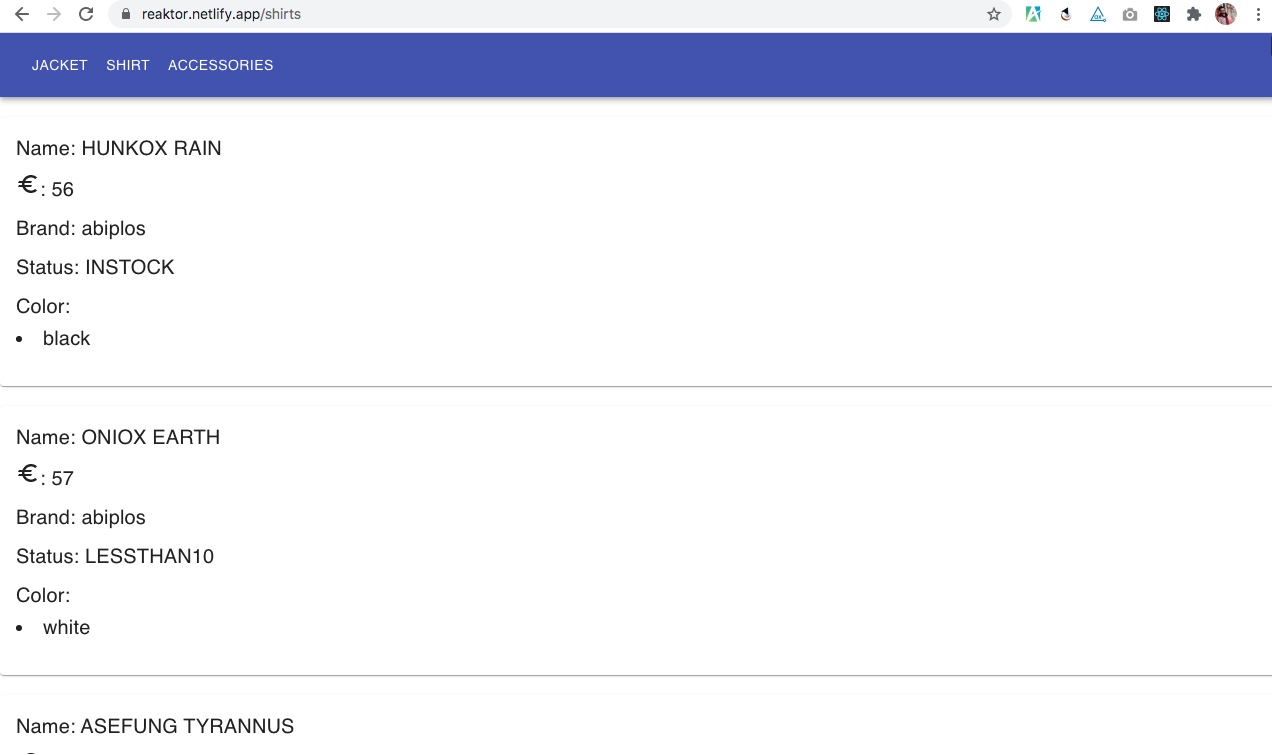 reaktor.netlify.app/shirts
JACKET SHIRT ACCESSORIES
Name: HUNKOX RAIN
€: 56
Brand: abiplos
Status: INSTOCK
Color:
• black
Name: ONIOX EARTH
€: 57
Brand: abiplos
Status: LESSTHAN10
Color:
• white
Name: ASEFUNG TYRANNUS